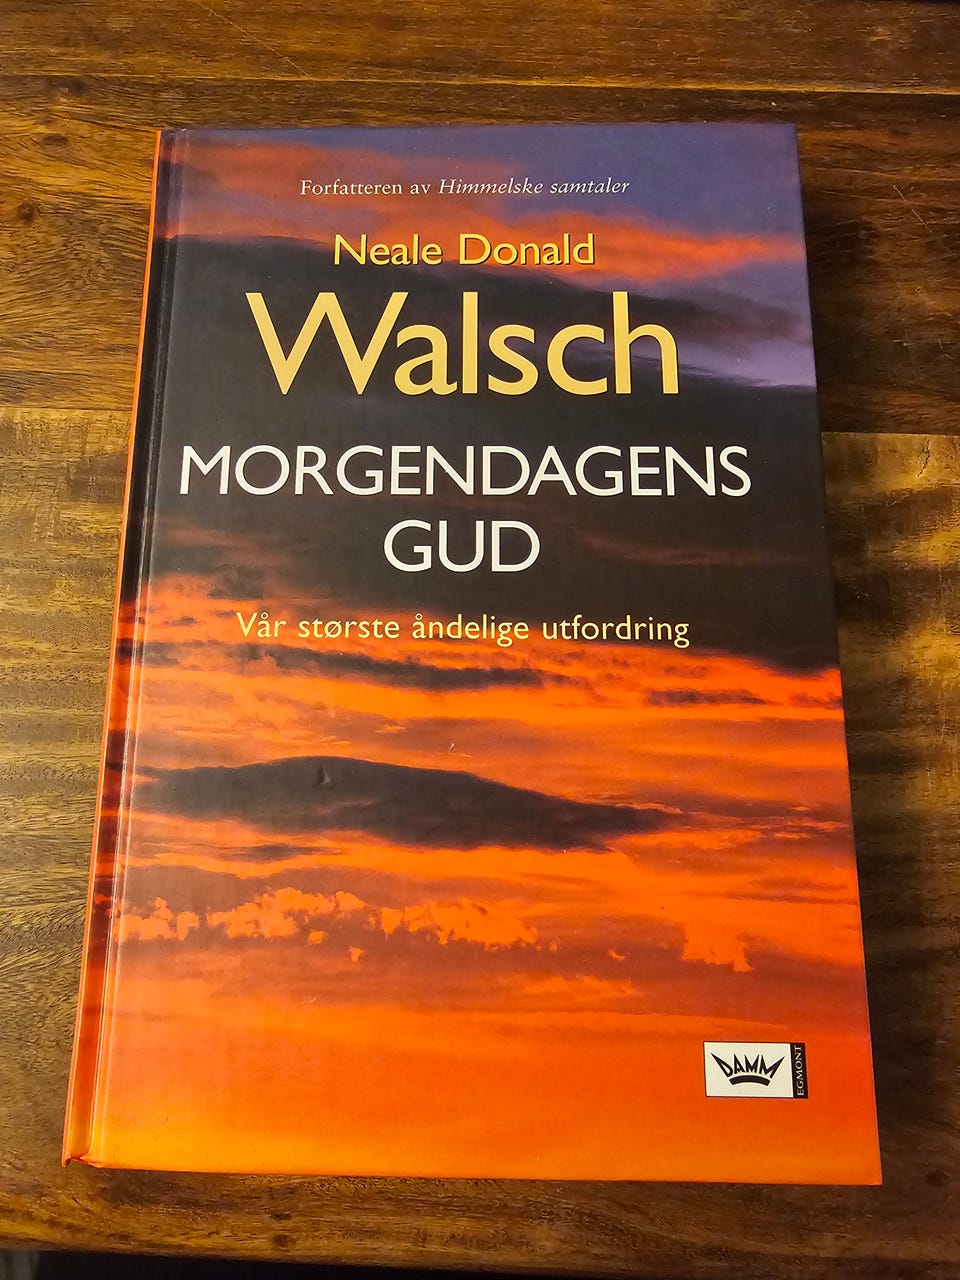 Forfatteren av Himmelske samtaler
Neale Donald
Walsch
MORGENDAGENS
GUD
Vår største åndelige utfordring
DAMM
EGMONT